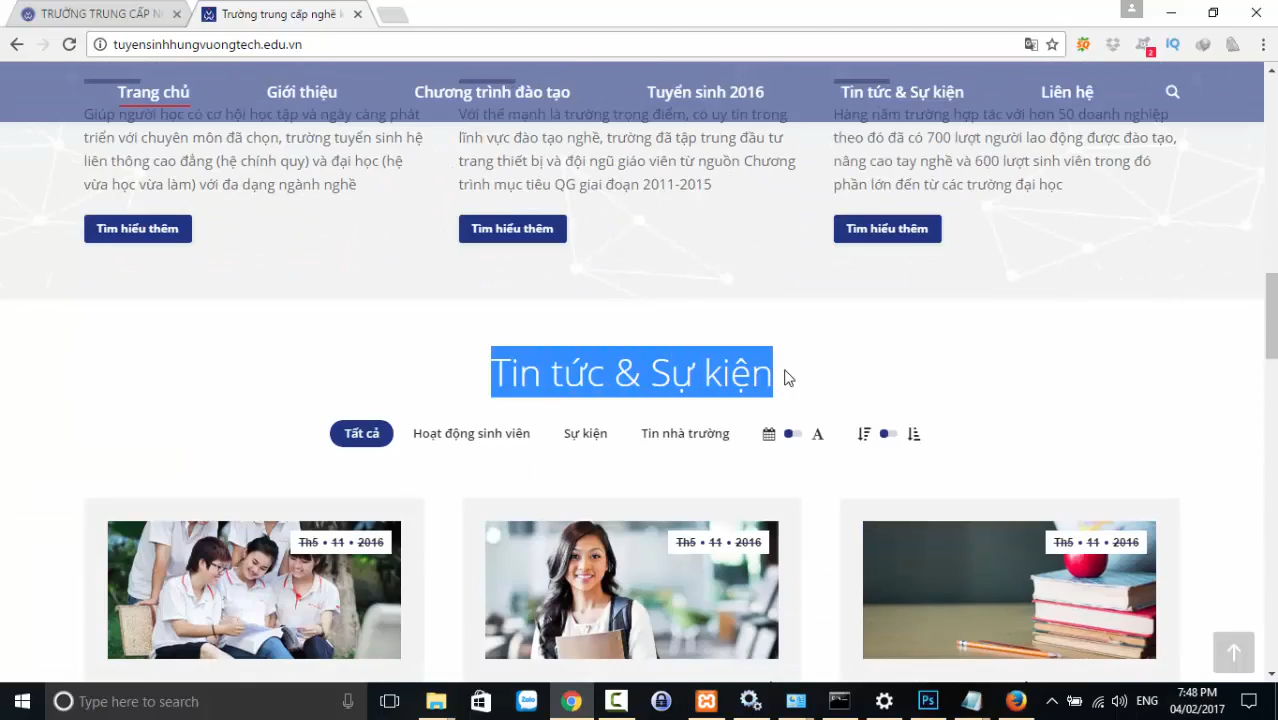 TRƯỜNG TRUNG CẤP N
Trường trung cấp nghề k
tuyensinhhungvuongtech.edu.vn
IQ
2
Trang chủ
Giới thiệu
Chương trình đào tạo
Tuyển sinh 2016
Tin tức & Sự kiện
Liên hệ
Giúp người học có cơ hội học tập và ngày càng phát
triển với chuyên môn đã chọn, trường tuyển sinh hệ
liên thông cao đẳng (hệ chính quy) và đại học (hệ
vừa học vừa làm) với đa dạng ngành nghề
Tìm hiểu thêm
Với thế mạnh là trường trọng điểm, có uy tín trong
lĩnh vực đào tạo nghề, trường đã tập trung đầu tư
trang thiết bị và đội ngũ giáo viên từ nguồn Chương
trình mục tiêu QG giai đoạn 2011-2015
Tìm hiểu thêm
Hàng năm trường hợp tác với hơn 50 doanh nghiệp
theo đó đã có 700 lượt người lao động được đào tạo,
nâng cao tay nghề và 600 lượt sinh viên trong đó
phần lớn đến từ các trường đại học
Tìm hiểu thêm
Tin tức & Sự kiện
Tất cả
Hoạt động sinh viên
Sự kiện
Tin nhà trường
A
Th5 • 11 • 2016
Th5 • 11 • 2016
Th5 • 11 • 2016
Type here to search
Zalo
Ps
ENG
7:48 PM
04/02/2017